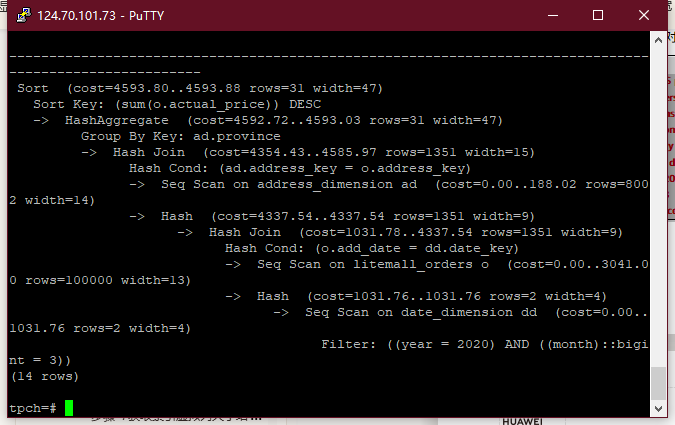 124.70.101.73 - PuTTY
--------------------------------------------------------------------------------
------------------------
Sort  (cost=4593.80..4593.88 rows=31 width=47)
Sort Key: (sum(o.actual_price)) DESC
->  HashAggregate  (cost=4592.72..4593.03 rows=31 width=47)
Group By Key: ad.province
->  Hash Join  (cost=4354.43..4585.97 rows=1351 width=15)
Hash Cond: (ad.address_key = o.address_key)
->  Seq Scan on address_dimension ad  (cost=0.00..188.02 rows=800
2 width=14)
->  Hash  (cost=4337.54..4337.54 rows=1351 width=9)
->  Hash Join  (cost=1031.78..4337.54 rows=1351 width=9)
Hash Cond: (o.add_date = dd.date_key)
->  Seq Scan on litemall_orders o  (cost=0.00..3041.0
0 rows=100000 width=13)
->  Hash  (cost=1031.76..1031.76 rows=2 width=4)
->  Seq Scan on date_dimension dd  (cost=0.00..
1031.76 rows=2 width=4)
Filter: ((year = 2020) AND ((month)::bigi
nt = 3))
(14 rows)
tpch=#
HUAWEI